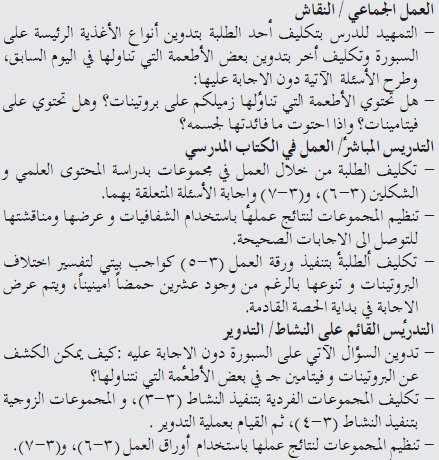 العمل الجماعي / النقاش
– التمهيد للدرس بتكليف أحد الطلبة بتدوين أنواع الأغذية الرئيسة على
السبورة وتكليف أخر بتدوين بعض الأطعمة التي تناولها في اليوم السابق،
وطرح الأسئلة الآتية دون الاجابة عليها:
– هل تحتوي الأطعمة التي تناولها زميلكم على بروتينات؟ وهل تحتوي على
فيتامينات؟ واذا احتوت ما فائدتها لجسمه؟
التدريس المباشر/ العمل في الكتاب المدرسي
– تكليف الطلبة من خلال العمل في مجموعات بدراسة المحتوى العلمي و
الشكلين (٣–٦)، و(٣–٧) واجابة الأسئلة المتعلقة بهما.
– تنظيم المجموعات لنتائج عملها باستخدام الشفافيات و عرضها ومناقشتها
للتوصل الى الاجابات الصحيحة.
– تكليف الطلبة بتنفيذ ورقة العمل (٣–٥) كواجب بيتي لتفسير اختلاف
البروتينات و تنوعها بالرغم من وجود عشرين حمضاً امينيناً، ويتم عرض
الاجابة في بداية الحصة القادمة.
التدريس القائم على النشاط/ التدوير
– تدوين السؤال الآتي على السبورة دون الاجابة عليه :كيف يمكن الكشف
عن البروتينات و فيتامين جـ في بعض الأطعمة التي نتناولها؟
– تكليف المجموعات الفردية بتنفيذ النشاط (٣–٣)، و المجموعات الزوجية
بتنفيذ النشاط (٣–٤)، ثم القيام بعملية التدوير .
– تنظيم المجموعات لنتائج عملها باستخدام أوراق العمل (٣–٦)، و(٣–٧).